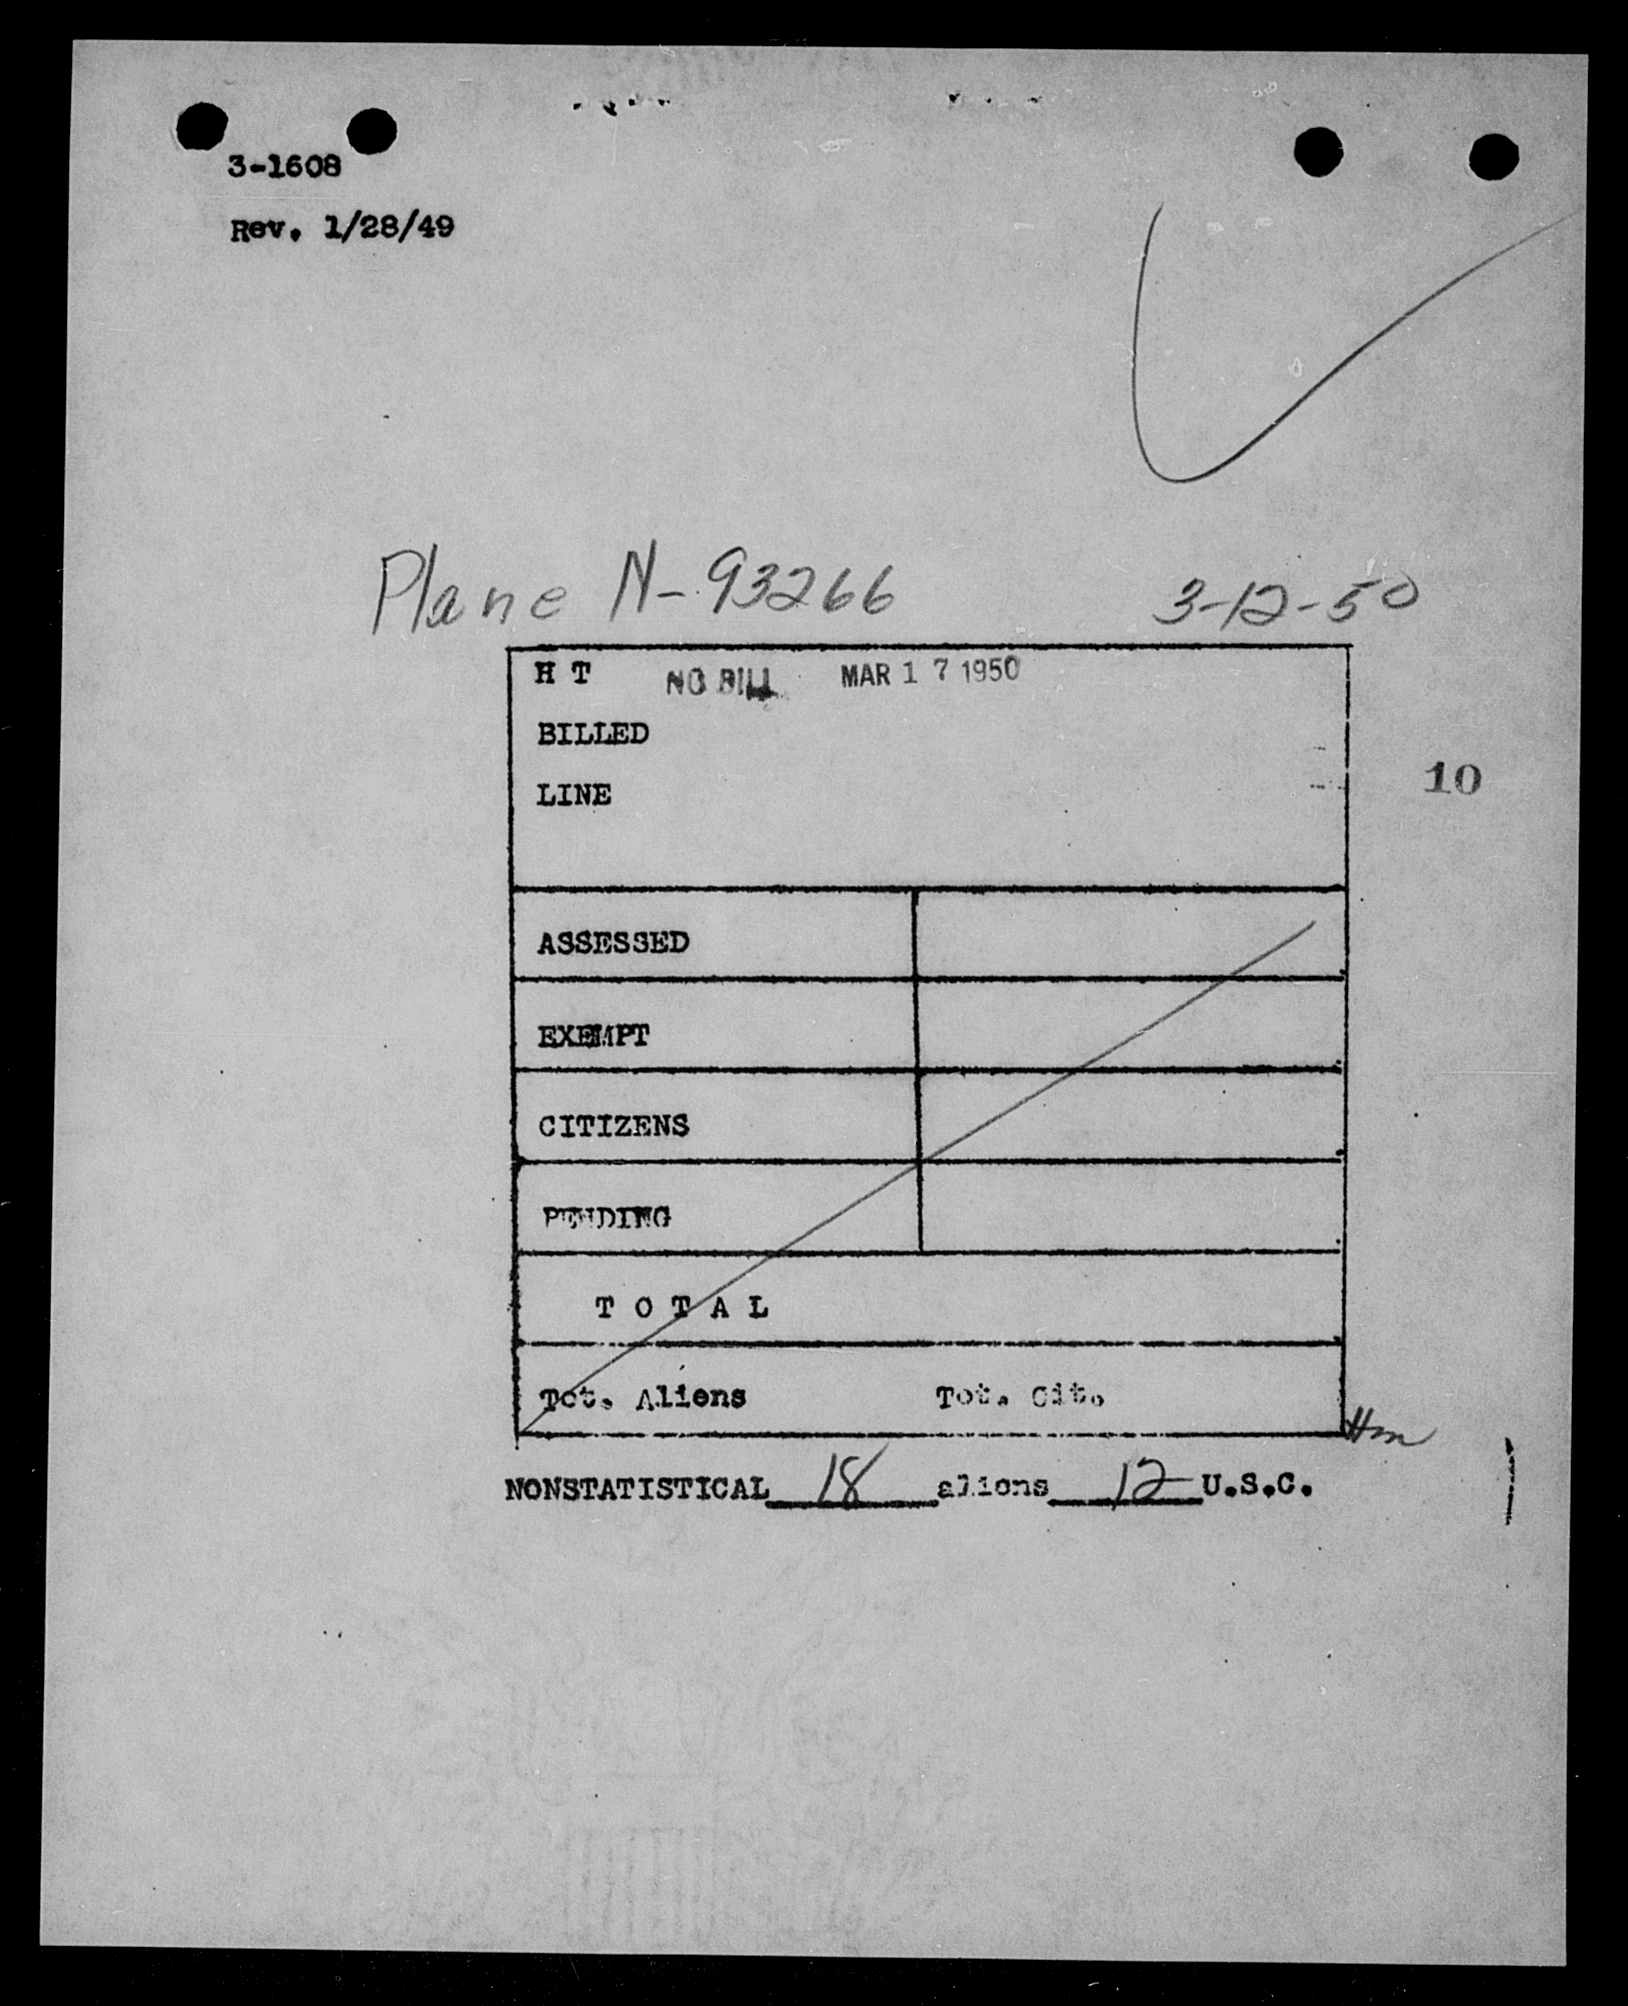 3-1608
Rev. 1/28/49
Plane N-93266 3-12-50
H T NO BILL MAR 17 1950
BILLED
10
LINE
ASSESSED
EXEMPT
CITIZENS
PENDING
T O T A L
Tot. Aliens Tot. Cit.
Hm
NONSTATISTICAL 18 aliens 12 U.S.C.